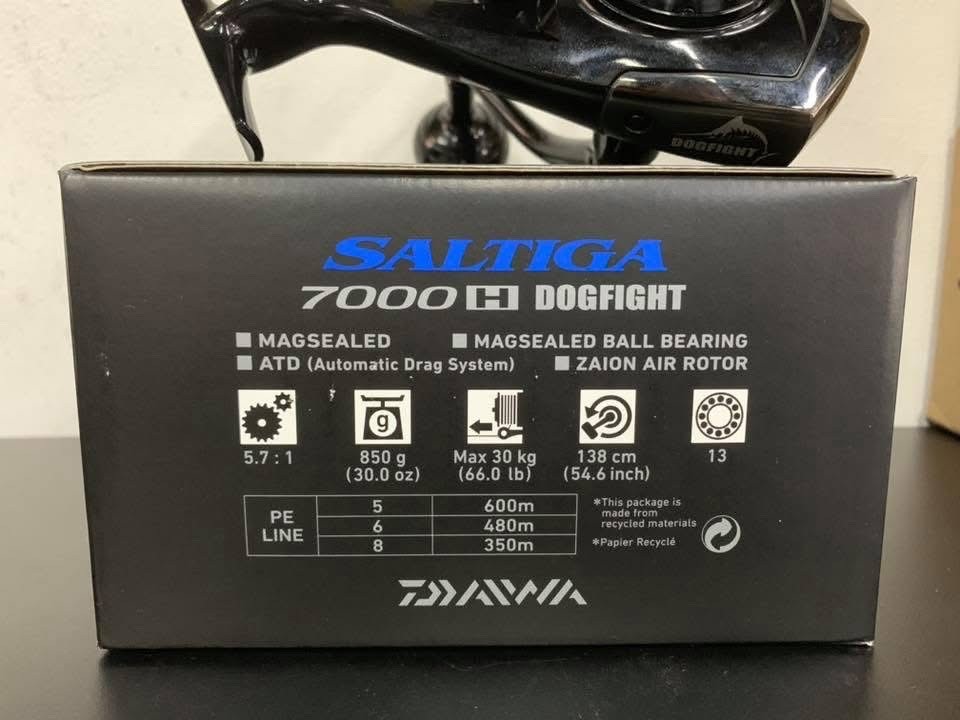 DOGFIGHT
SALTIGA
7000 H DOGFIGHT
■ MAGSEALED ■ MAGSEALED BALL BEARING
■ ATD (Automatic Drag System) ■ ZAION AIR ROTOR
g
5.7 : 1 850 g Max 30 kg 138 cm 13
(30.0 oz) (66.0 lb) (54.6 inch)
PE LINE 5 600m
6 480m
8 350m
*This package is
made from
recycled materials
*Papier Recyclé
DAIWA